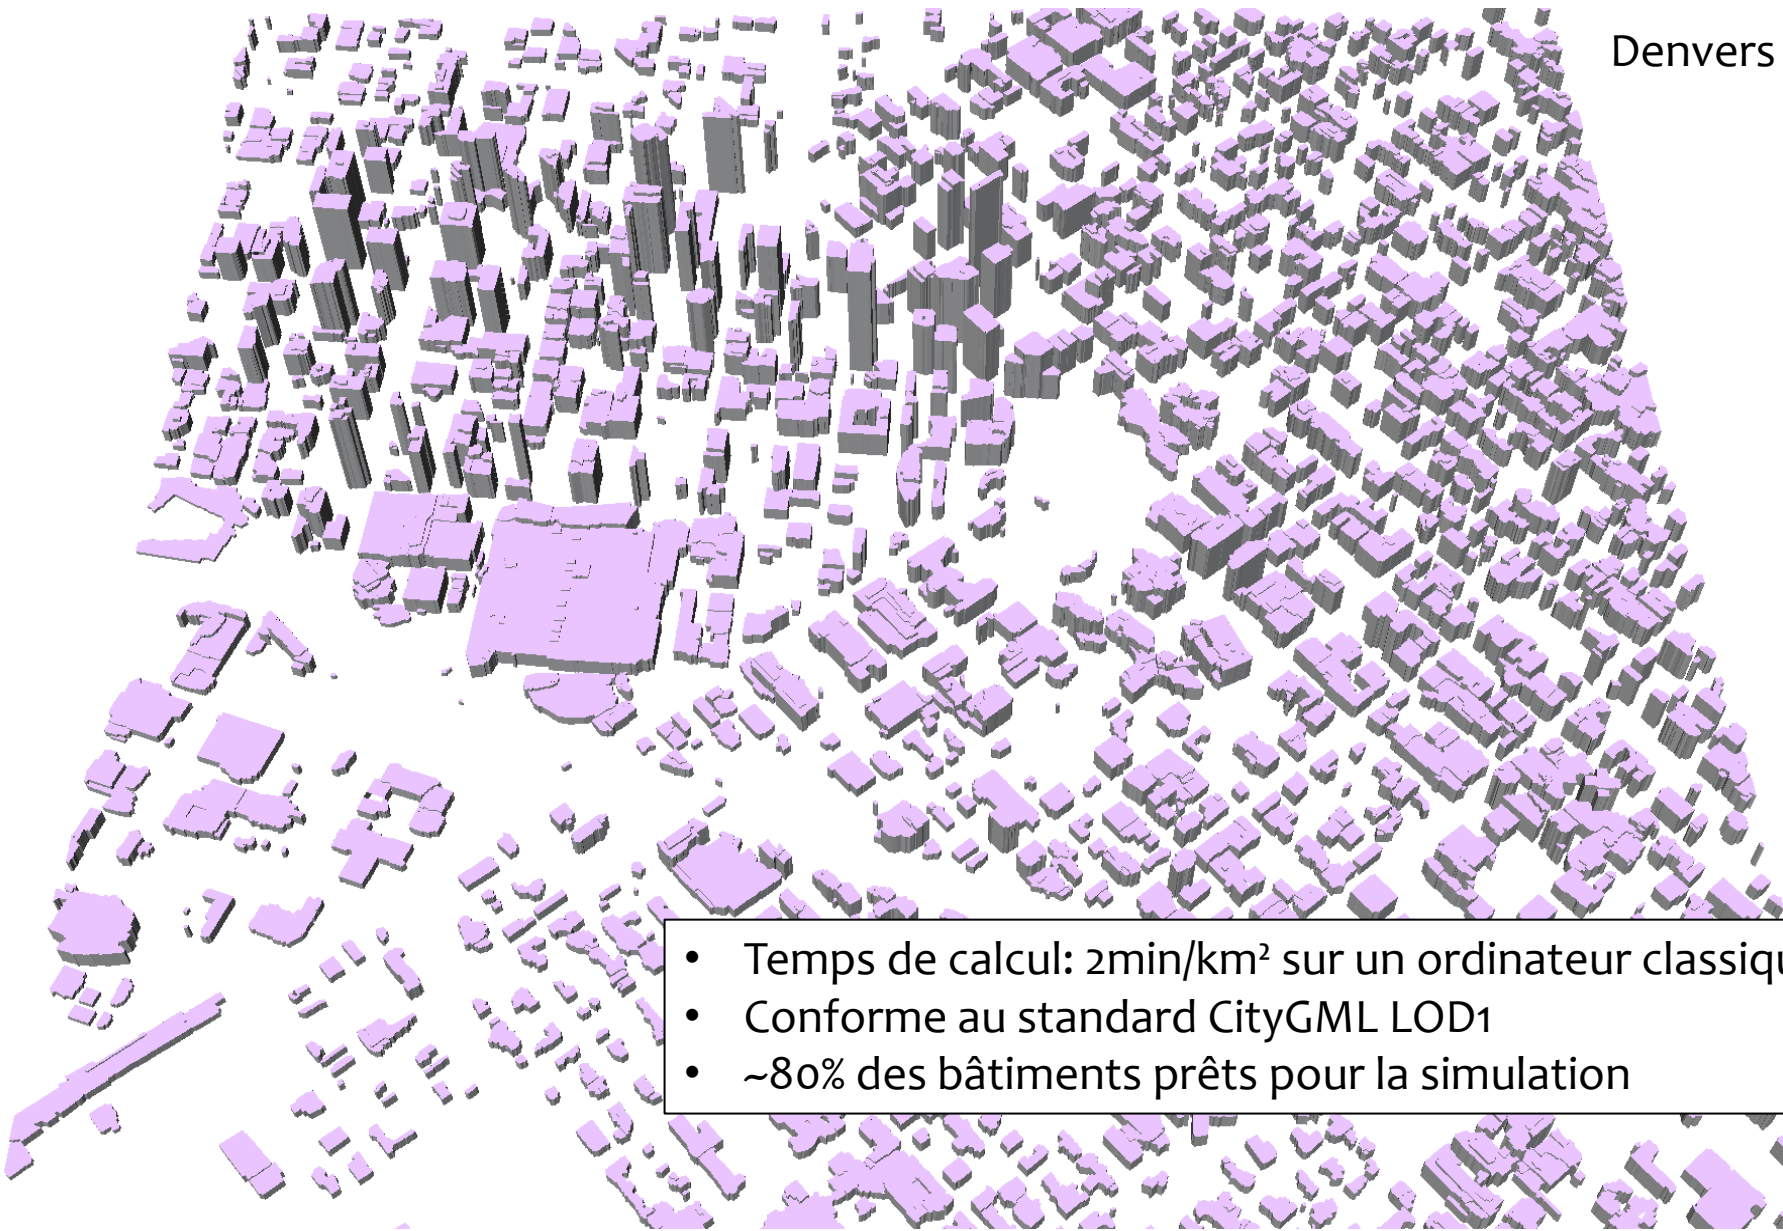 Denvers
• Temps de calcul: 2min/km² sur un ordinateur classiqu
• Conforme au standard CityGML LOD1
• ~80% des bâtiments prêts pour la simulation